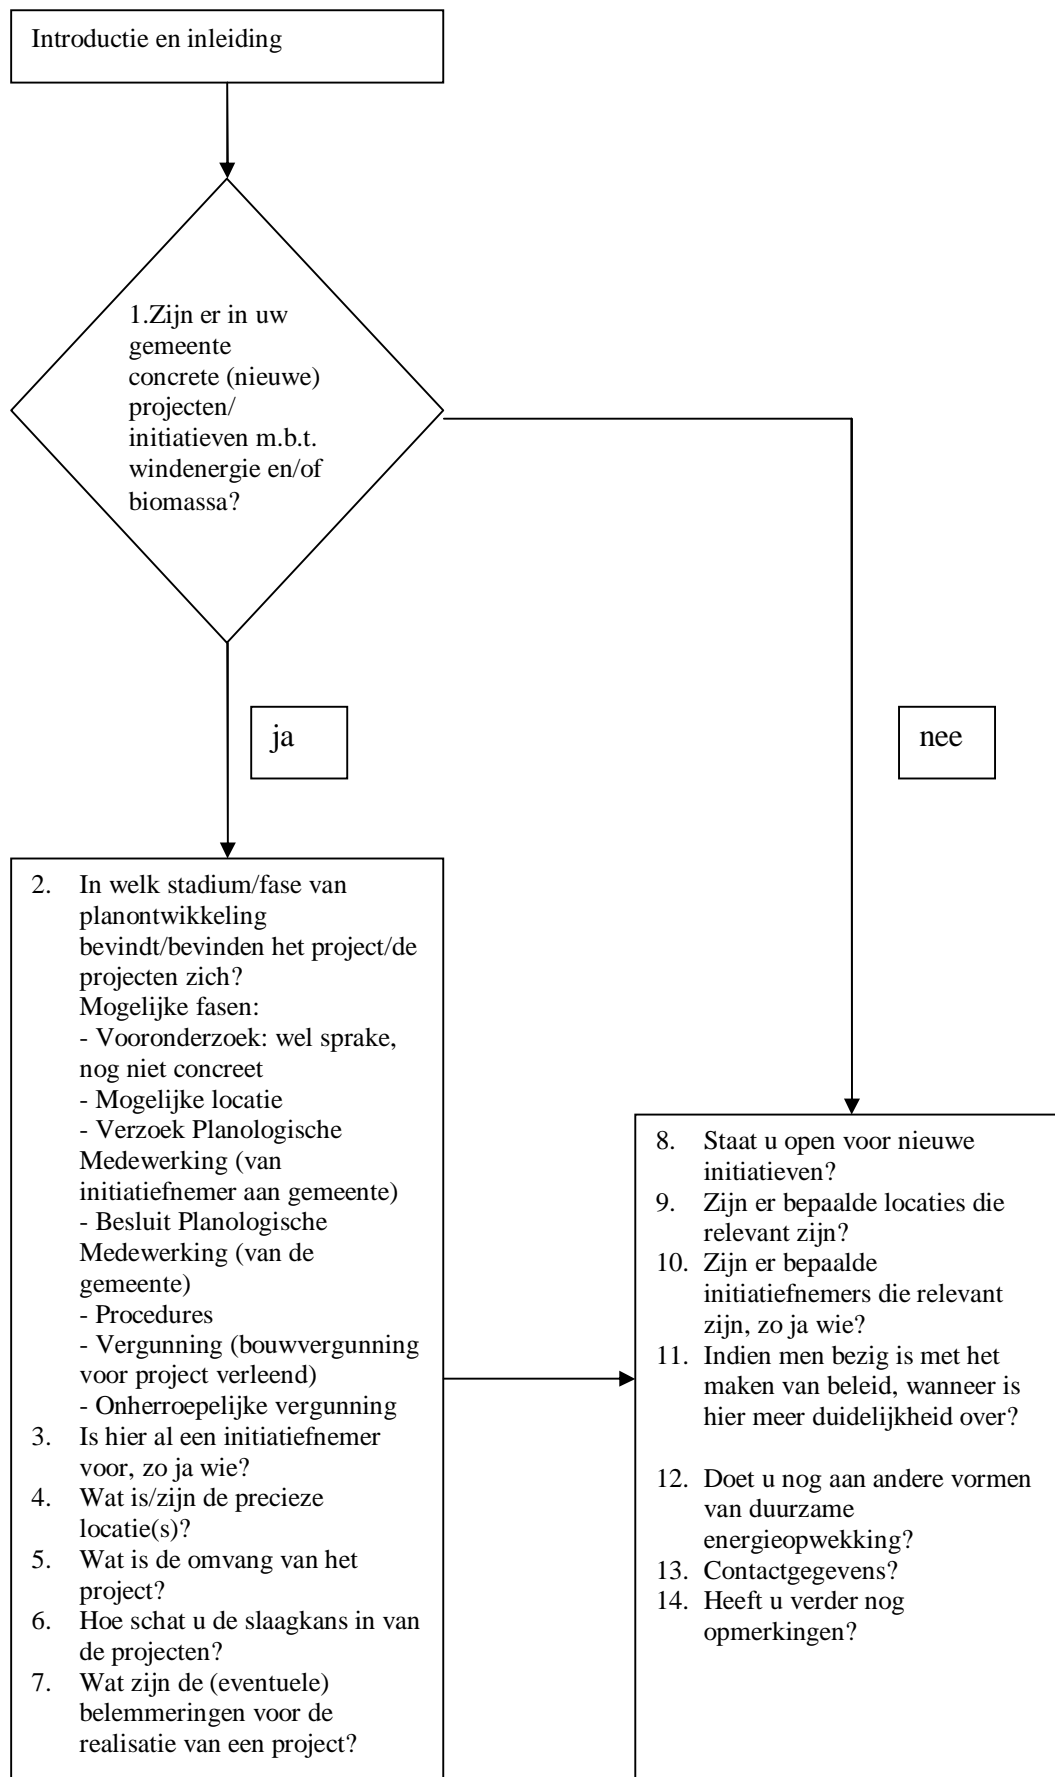 Introductie en inleiding
1.Zijn er in uw
gemeente
concrete (nieuwe)
projecten/
initiatieven m.b.t.
windenergie en/of
biomassa?
ja
nee
2. In welk stadium/fase van
planontwikkeling
bevindt/bevinden het project/de
projecten zich?
Mogelijke fasen:
- Vooronderzoek: wel sprake,
nog niet concreet
- Mogelijke locatie
- Verzoek Planologische
Medewerking (van
initiatiefnemer aan gemeente)
- Besluit Planologische
Medewerking (van de
gemeente)
- Procedures
- Vergunning (bouwvergunning
voor project verleend)
- Onherroepelijke vergunning
3. Is hier al een initiatiefnemer
voor, zo ja wie?
4. Wat is/zijn de precieze
locatie(s)?
5. Wat is de omvang van het
project?
6. Hoe schat u de slaagkans in van
de projecten?
7. Wat zijn de (eventuele)
belemmeringen voor de
realisatie van een project?
8. Staat u open voor nieuwe
initiatieven?
9. Zijn er bepaalde locaties die
relevant zijn?
10. Zijn er bepaalde
initiatiefnemers die relevant
zijn, zo ja wie?
11. Indien men bezig is met het
maken van beleid, wanneer is
hier meer duidelijkheid over?
12. Doet u nog aan andere vormen
van duurzame
energieopwekking?
13. Contactgegevens?
14. Heeft u verder nog
opmerkingen?